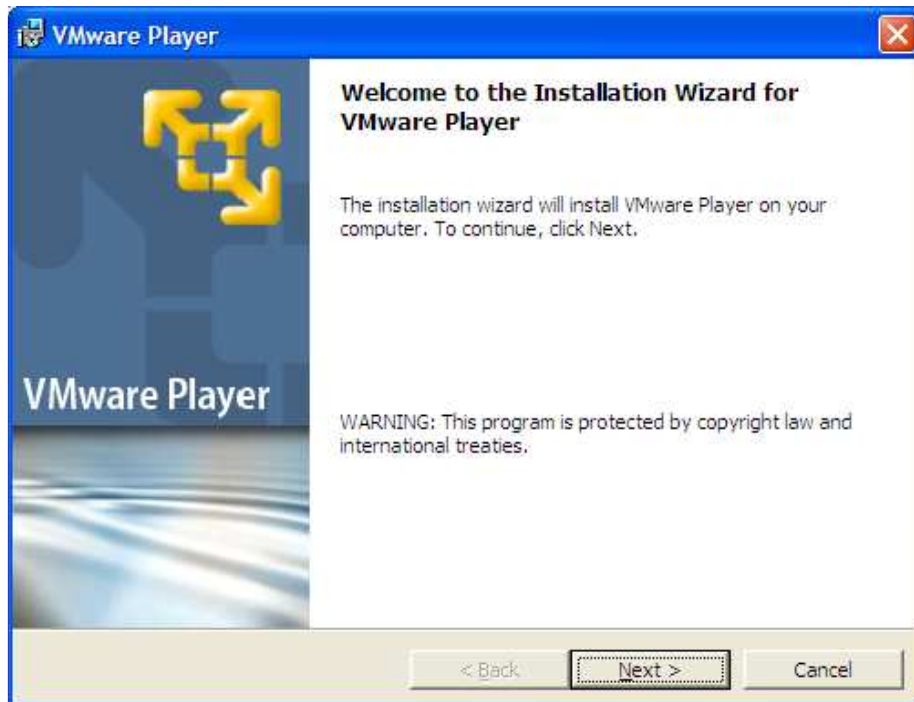 VMware Player
Welcome to the Installation Wizard for
VMware Player
The installation wizard will install VMware Player on your
computer. To continue, click Next.
VMware Player
WARNING: This program is protected by copyright law and
international treaties.
< Back
Next >
Cancel